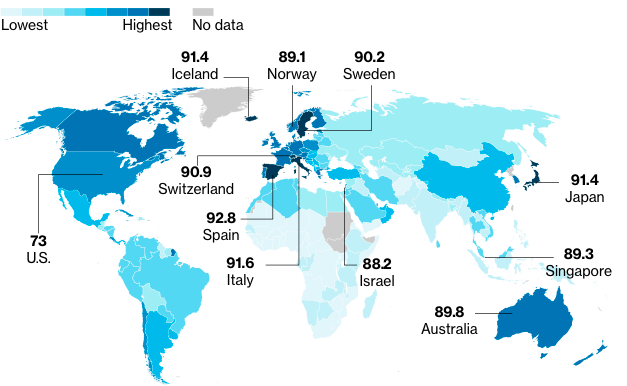 Lowest
Highest
No data
91.4
Iceland
89.1
Norway
90.2
Sweden
90.9
Switzerland
91.4
Japan
73
U.S.
92.8
Spain
91.6
Italy
88.2
Israel
89.3
Singapore
89.8
Australia